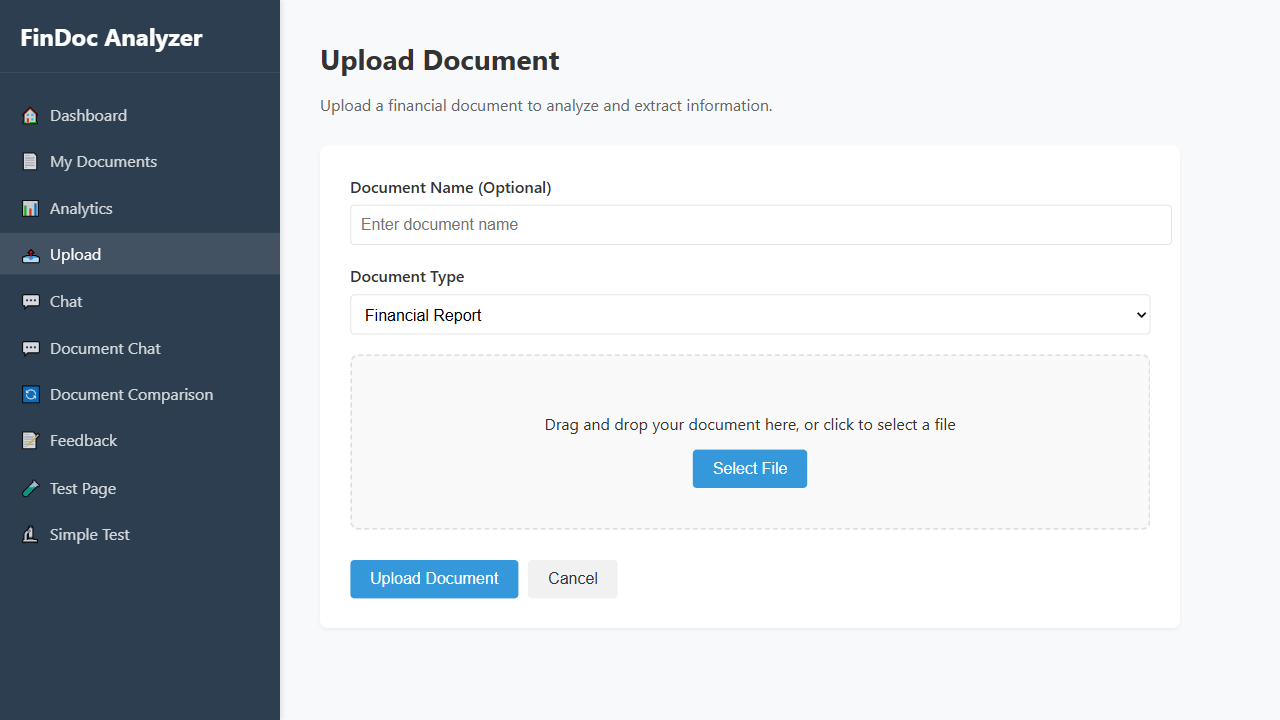 FinDoc Analyzer
Dashboard
My Documents
Analytics
Upload
Chat
Document Chat
Document Comparison
Feedback
Test Page
Simple Test
Upload Document
Upload a financial document to analyze and extract information.
Document Name (Optional)
Enter document name
Document Type
Financial Report
Drag and drop your document here, or click to select a file
Select File
Upload Document
Cancel